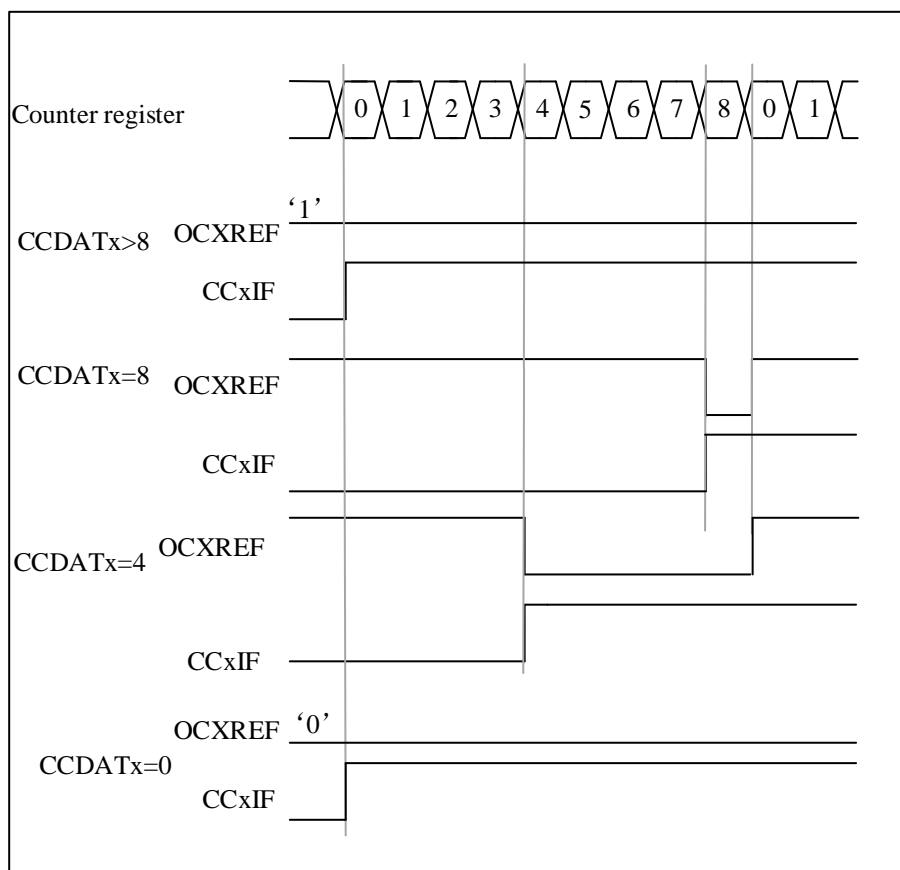 Counter register 0 1 2 3 4 5 6 7 8 0 1
‘1’
CCDATx>8 OCXREF
CCxIF
CCDATx=8 OCXREF
CCxIF
CCDATx=4 OCXREF
CCxIF
OCXREF ‘0’
CCDATx=0
CCxIF